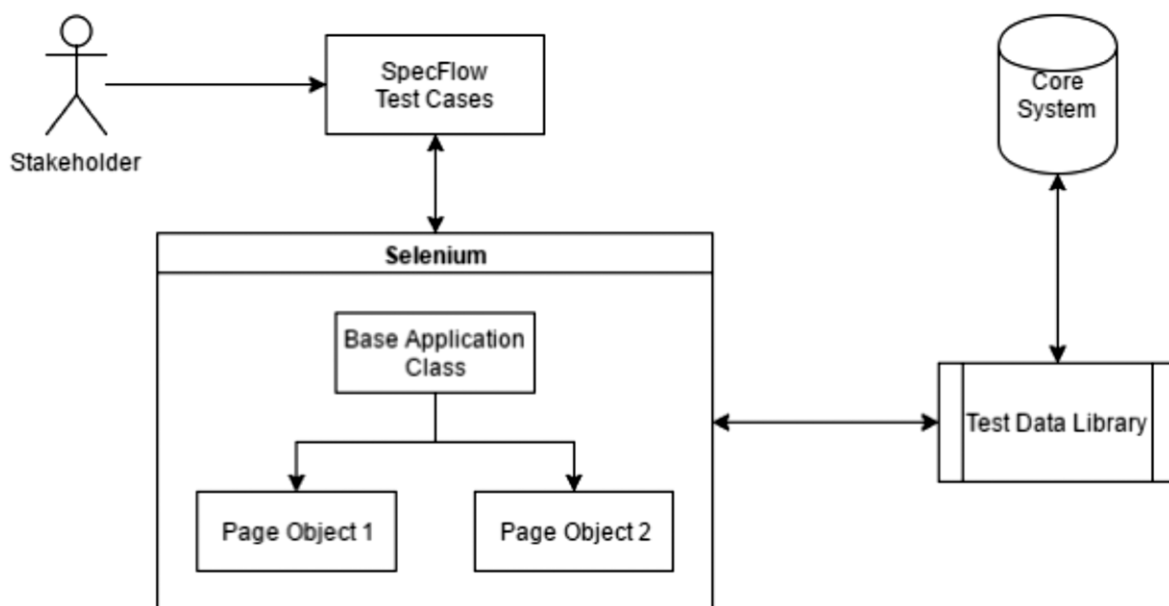 Stakeholder
SpecFlow
Test Cases
Core
System
Selenium
Base Application
Class
Test Data Library
Page Object 1
Page Object 2